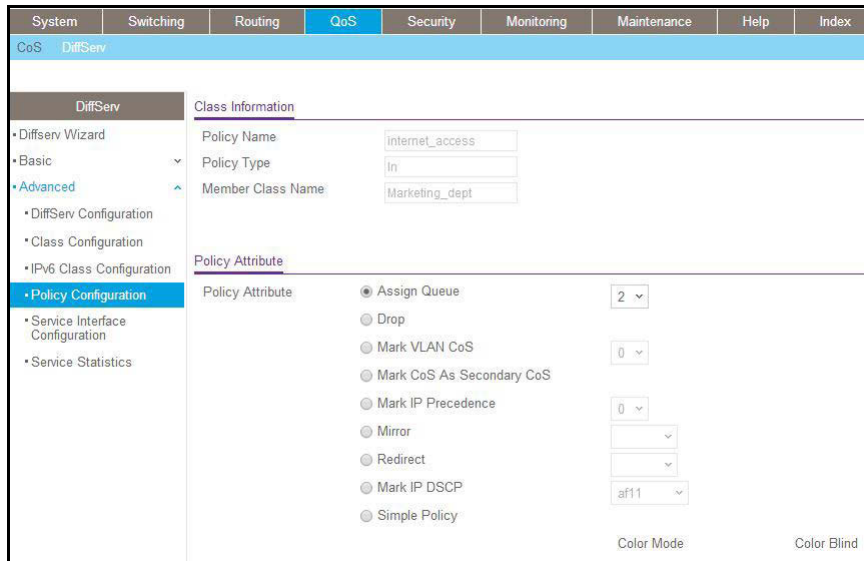 System Switching Routing QoS Security Monitoring Maintenance Help Index
CoS DiffServ
DiffServ
Diffserv Wizard
Basic
Advanced
DiffServ Configuration
Class Configuration
IPv6 Class Configuration
Policy Configuration
Service Interface
Configuration
Service Statistics
Class Information
Policy Name internet_access
Policy Type In
Member Class Name Marketing_dept
Policy Attribute
Policy Attribute Assign Queue 2
Drop
Mark VLAN CoS 0
Mark CoS As Secondary CoS
Mark IP Precedence 0
Mirror
Redirect
Mark IP DSCP af11
Simple Policy
Color Mode Color Blind